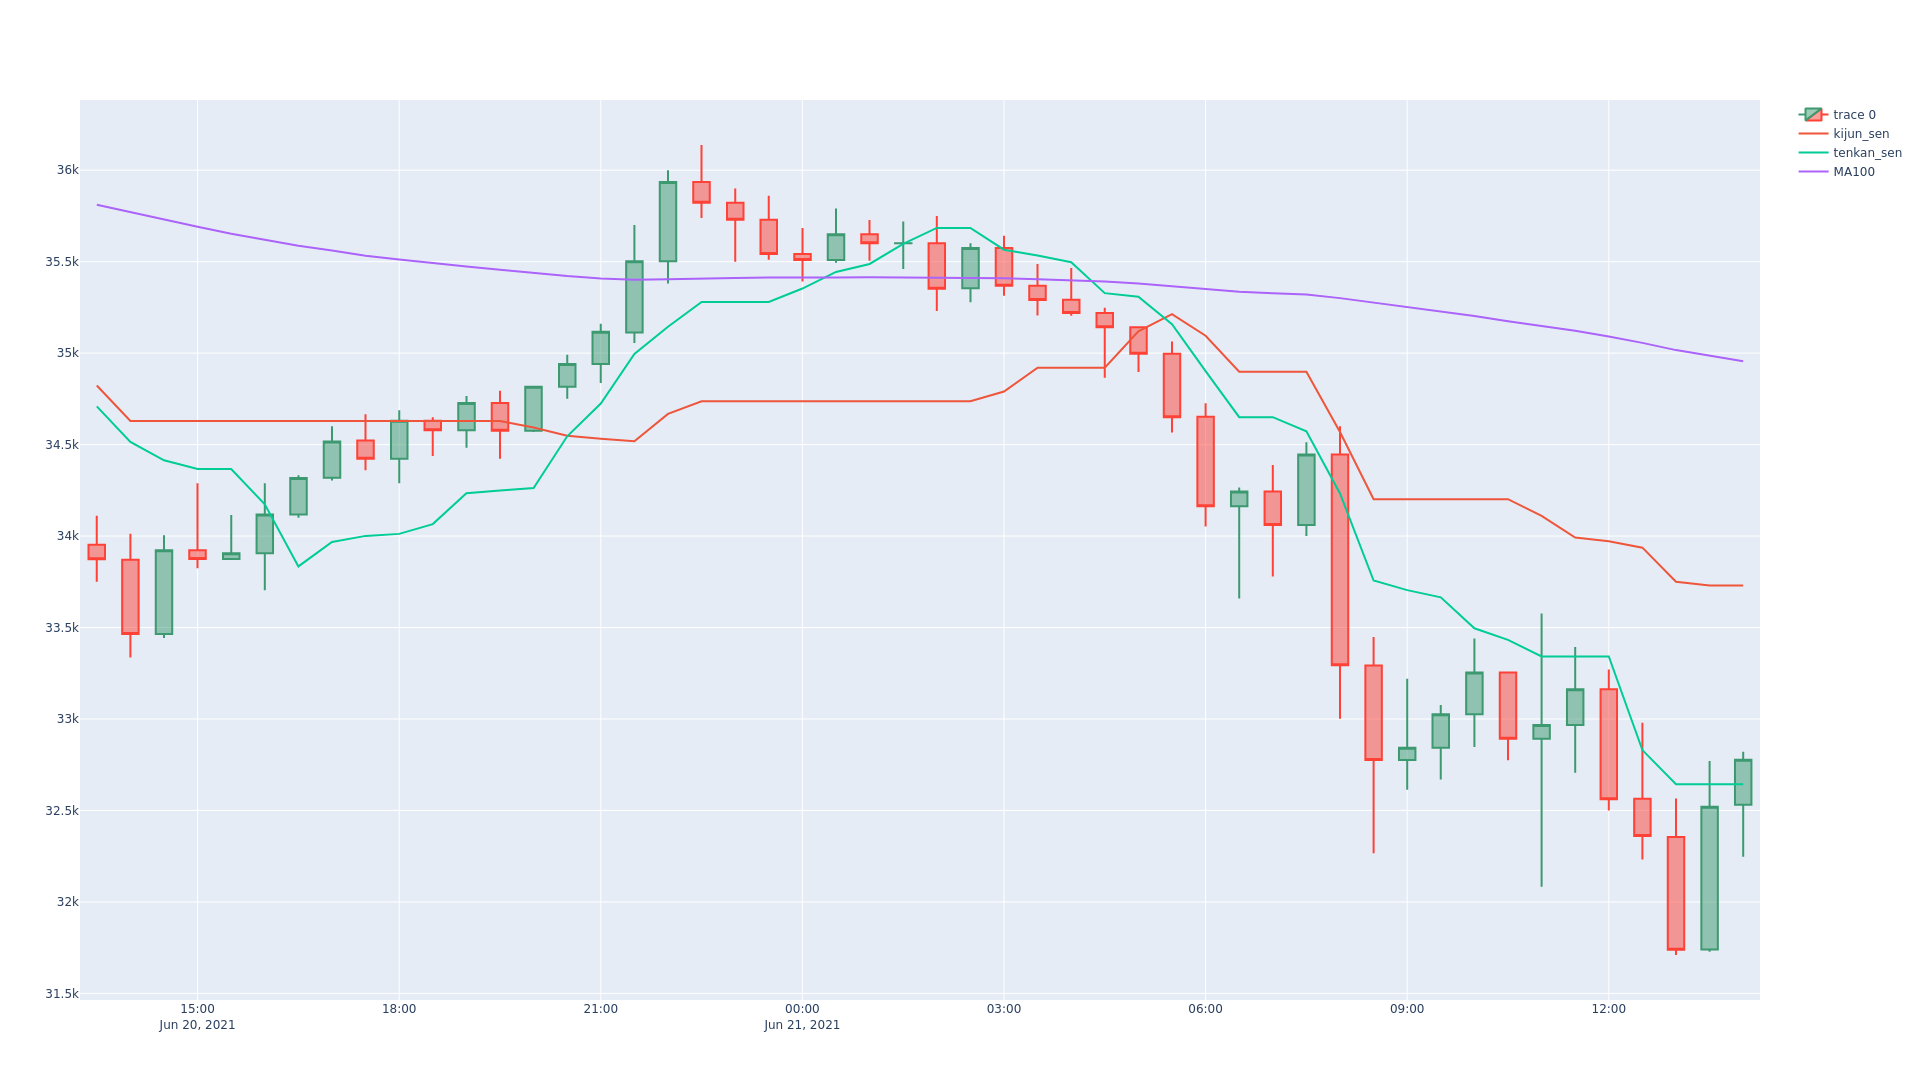 trace 0
kijun_sen
tenkan_sen
MA100
36k
35.5k
35k
34.5k
34k
33.5k
33k
32.5k
32k
31.5k
15:00 18:00 21:00 00:00 03:00 06:00 09:00 12:00
Jun 20, 2021 Jun 21, 2021